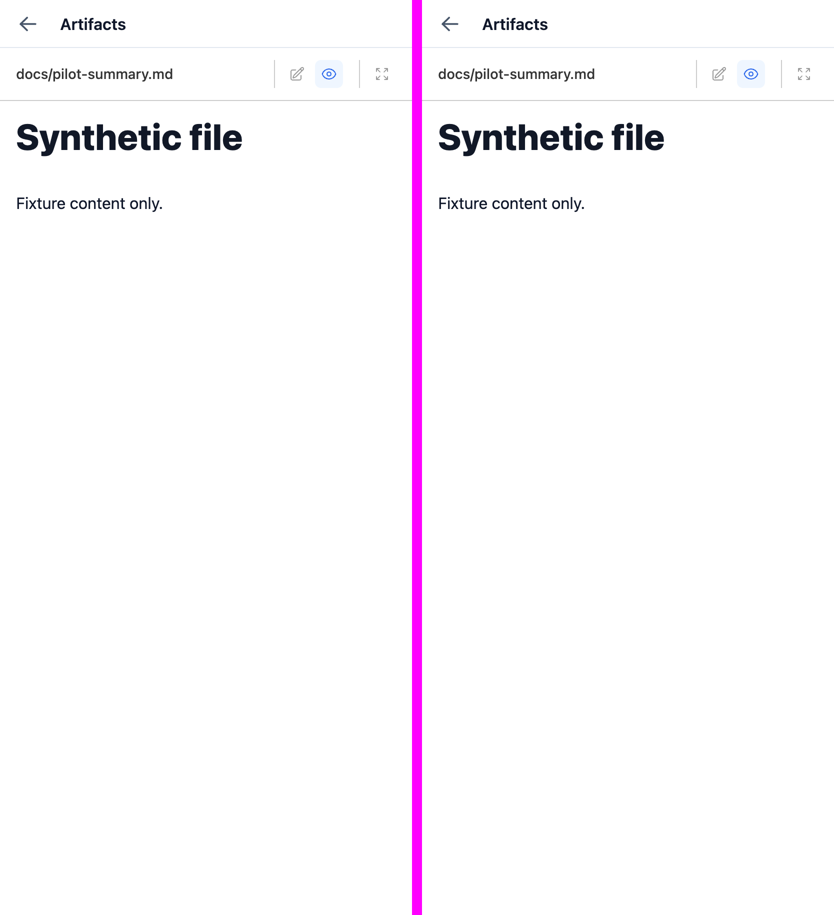 Artifacts
docs/pilot-summary.md
Synthetic file
Fixture content only.
Artifacts
docs/pilot-summary.md
Synthetic file
Fixture content only.